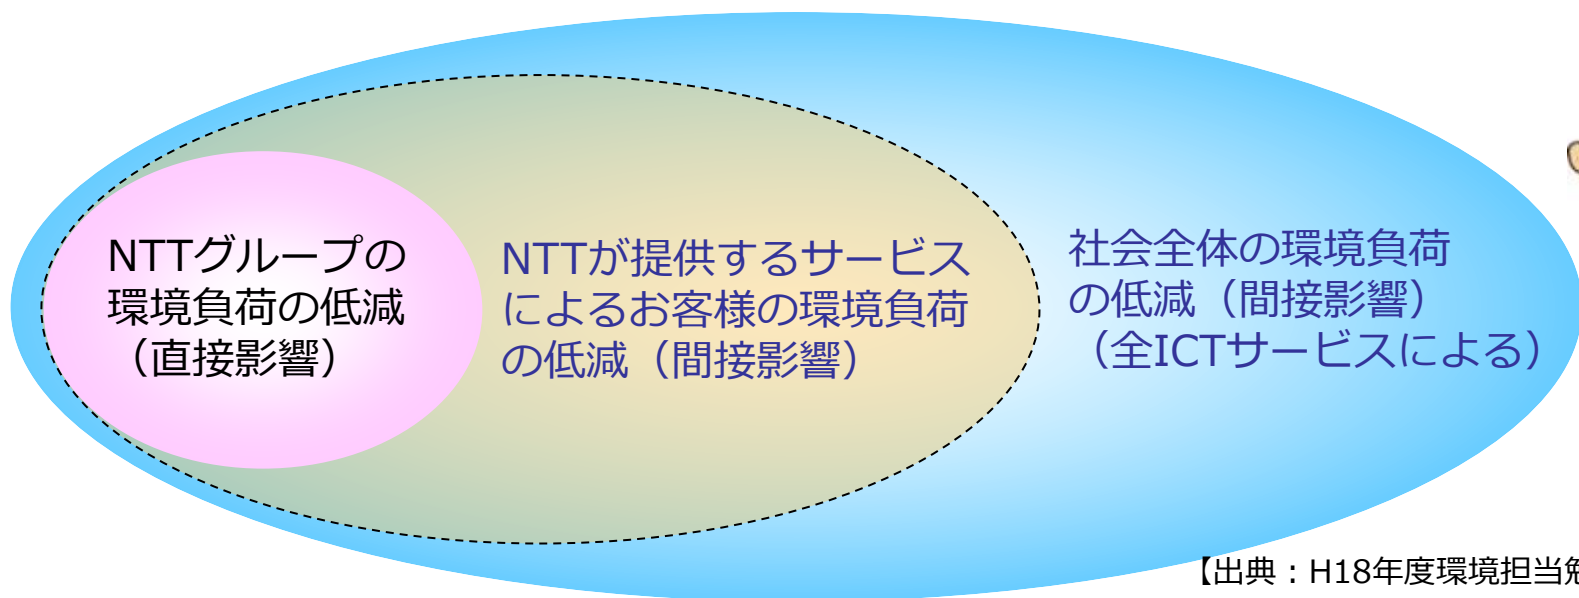 NTTグループの
環境負荷の低減
（直接影響）
NTTが提供するサービス
によるお客様の環境負荷
の低減（間接影響）
社会全体の環境負荷
の低減（間接影響）
（全ICTサービスによる）
【出典：H18年度環境担当